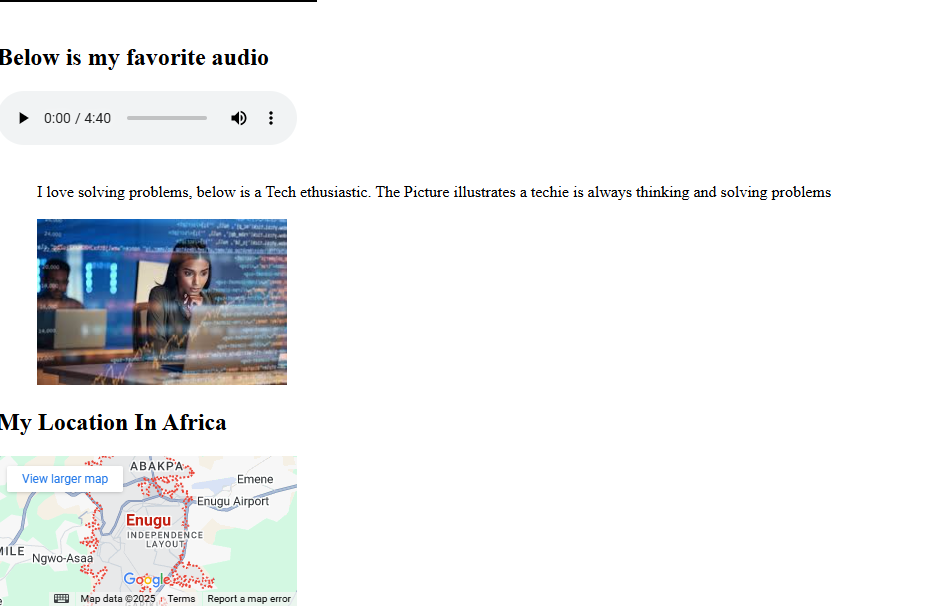 Below is my favorite audio
0:00 / 4:40
I love solving problems, below is a Tech ethusiastic. The Picture illustrates a techie is always thinking and solving problems
My Location In Africa
View larger map
ABAKPA
Emene
Enugu Airport
Enugu
INDEPENDENCE
LAYOUT
MILE
Ngwo-Asaa
Google
Map data ©2025
Terms
Report a map error